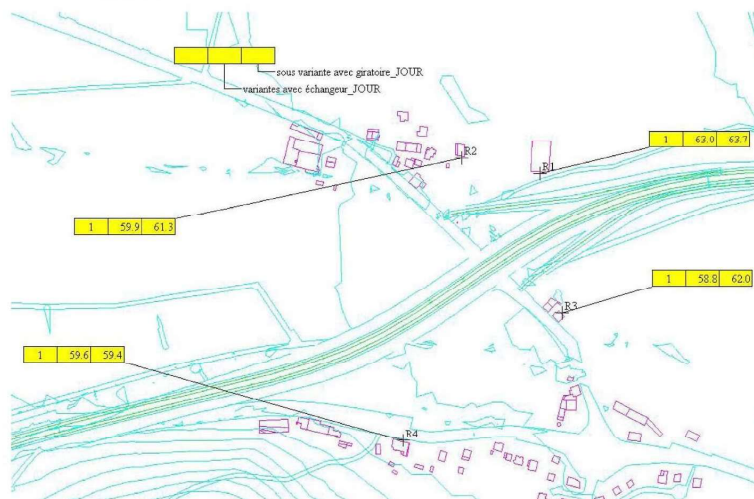 sous variante avec giratoire_JOUR
variantes avec échangeur_JOUR
1 63.0 63.7
R2
R1
1 59.9 61.3
1 58.8 62.0
R3
1 59.6 59.4
R4